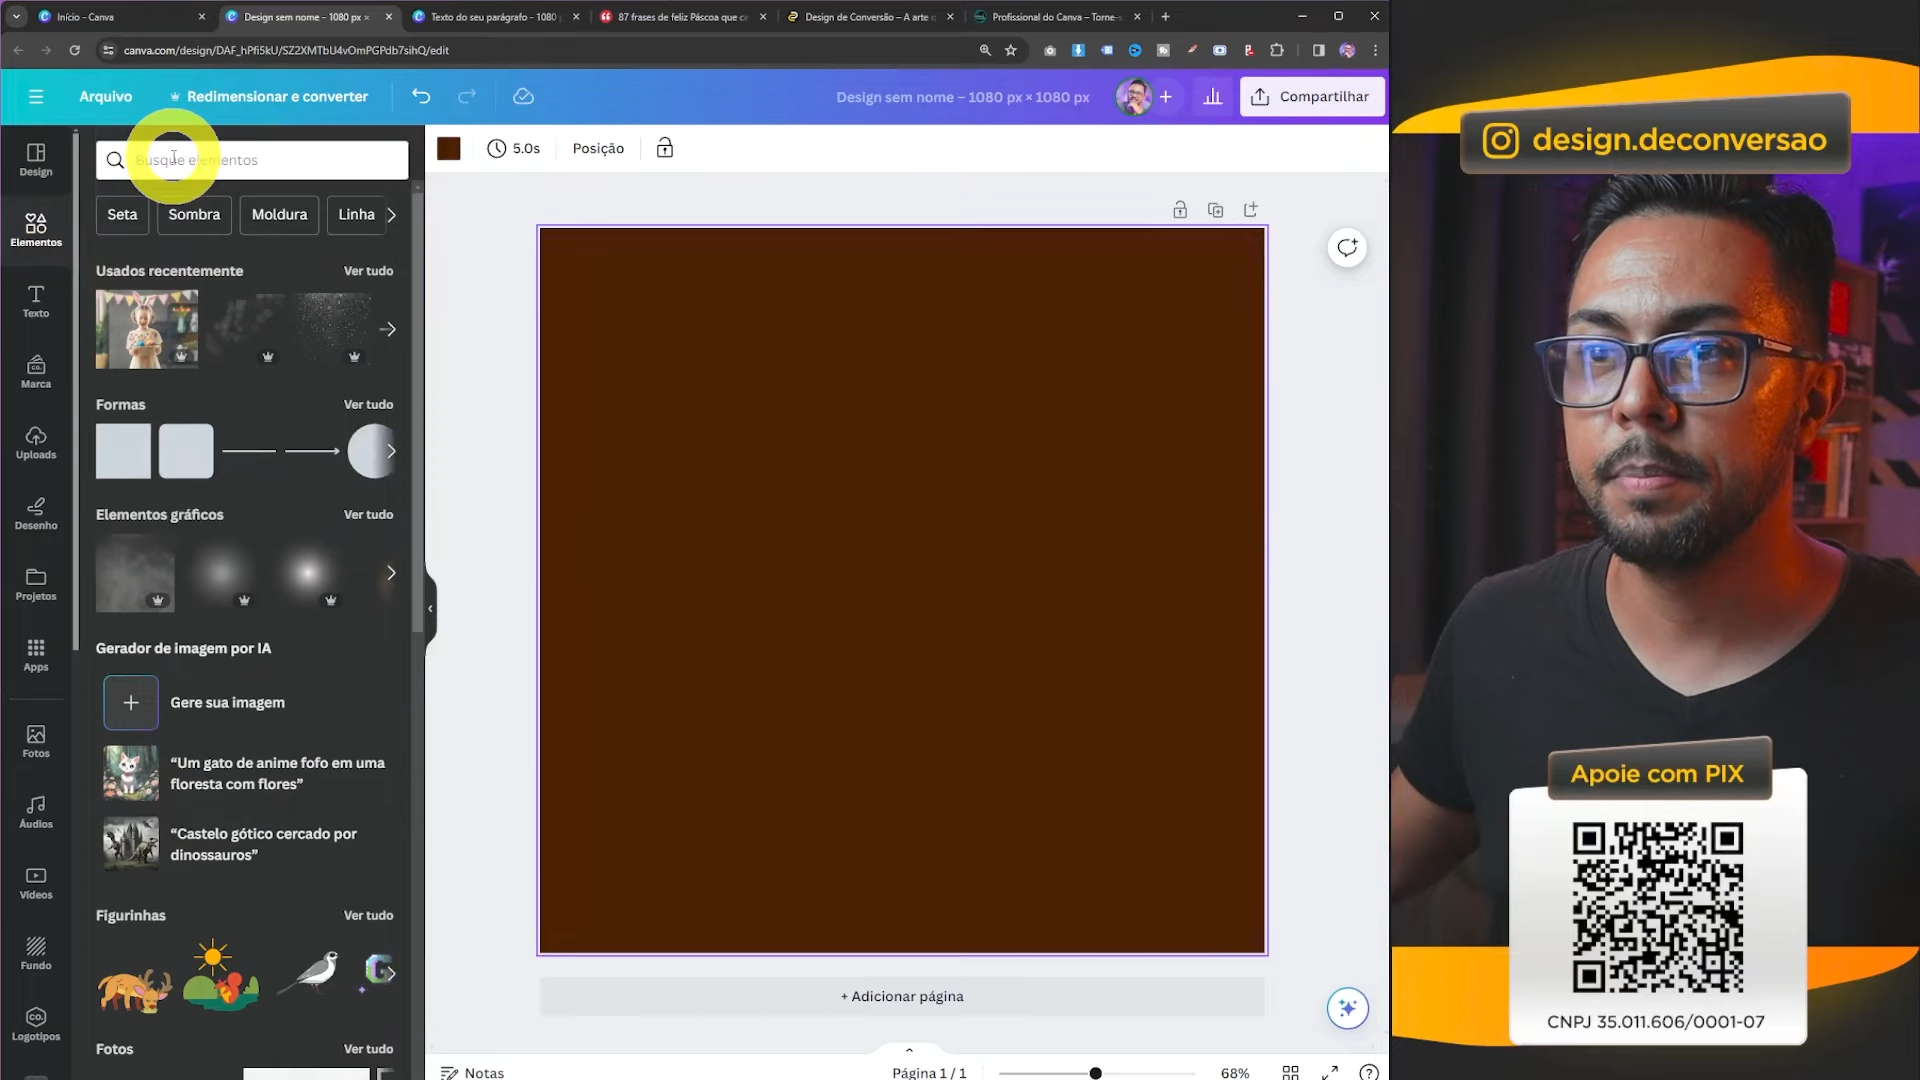 Início - Canva
Design sem nome - 1080 px ×
Texto do seu parágrafo - 1080
87 frases de feliz Páscoa que ce
Design de Conversão – A arte
Profissional do Canva – Torne-s
canva.com/design/DAF_hPfi5kU/SZ2XMTbU4vOmPGPdb7sihQ/edit
Arquivo
Redimensionar e converter
Design sem nome – 1080 px × 1080 px
Compartilhar
Design
Elementos
Texto
Marca
Uploads
Desenho
Projetos
Apps
Fotos
Áudios
Vídeos
Fundo
Logotipos
Busque elementos
Seta
Sombra
Moldura
Linha
Usados recentemente
Ver tudo
Formas
Ver tudo
Elementos gráficos
Ver tudo
Gerador de imagem por IA
Gere sua imagem
“Um gato de anime fofo em uma
floresta com flores”
“Castelo gótico cercado por
dinossauros”
Figurinhas
Ver tudo
Fotos
Ver tudo
5.0s
Posição
+ Adicionar página
Notas
Página 1 / 1
68%
design.deconversao
Apoie com PIX
CNPJ 35.011.606/0001-07